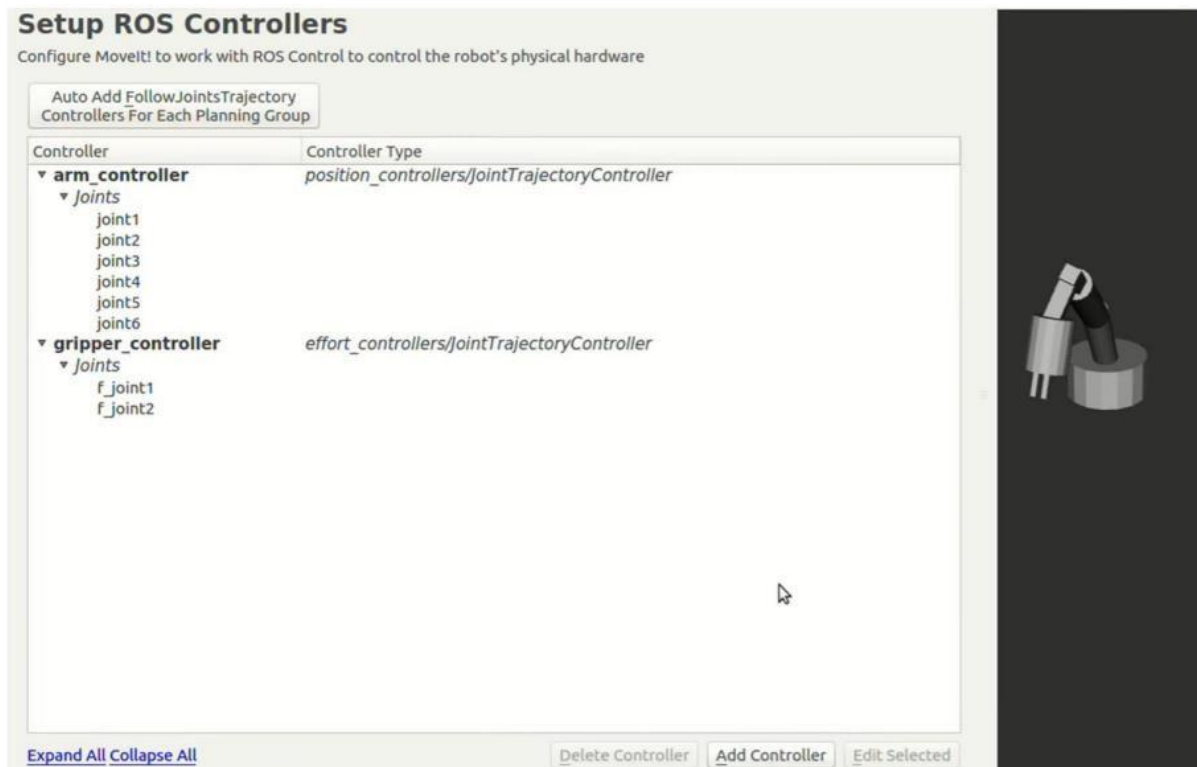 Setup ROS Controllers
Configure MoveIt! to work with ROS Control to control the robot's physical hardware
Auto Add FollowJointsTrajectory
Controllers For Each Planning Group
Controller Controller Type
arm_controller position_controllers/JointTrajectoryController
Joints
joint1
joint2
joint3
joint4
joint5
joint6
gripper_controller effort_controllers/JointTrajectoryController
Joints
f_joint1
f_joint2
Expand All Collapse All Delete Controller Add Controller Edit Selected